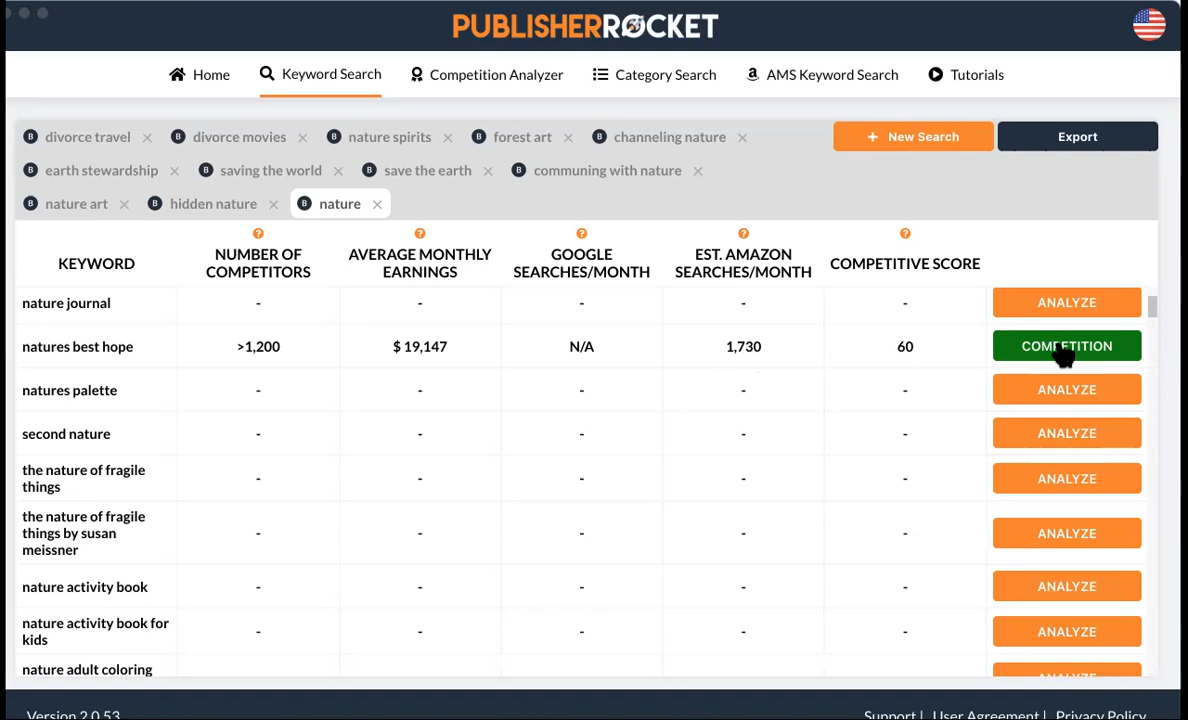 PUBLISHERROCKET
Home Keyword Search Competition Analyzer Category Search AMS Keyword Search Tutorials
B divorce travel × B divorce movies × B nature spirits × B forest art × B channeling nature × + New Search Export
B earth stewardship × B saving the world × B save the earth × B communing with nature ×
B nature art × B hidden nature × B nature ×
? ? ? ? ?
KEYWORD NUMBER OF COMPETITORS AVERAGE MONTHLY EARNINGS GOOGLE SEARCHES/MONTH EST. AMAZON SEARCHES/MONTH COMPETITIVE SCORE
nature journal - - - - - ANALYZE
natures best hope >1,200 $ 19,147 N/A 1,730 60 COMPETITION
natures palette - - - - - ANALYZE
second nature - - - - - ANALYZE
the nature of fragile
things - - - - - ANALYZE
the nature of fragile
things by susan - - - - - ANALYZE
meissner
nature activity book - - - - - ANALYZE
nature activity book for
kids - - - - - ANALYZE
nature adult coloring ANALYZE
Version 2.0.53 Support | User Agreement | Privacy Policy